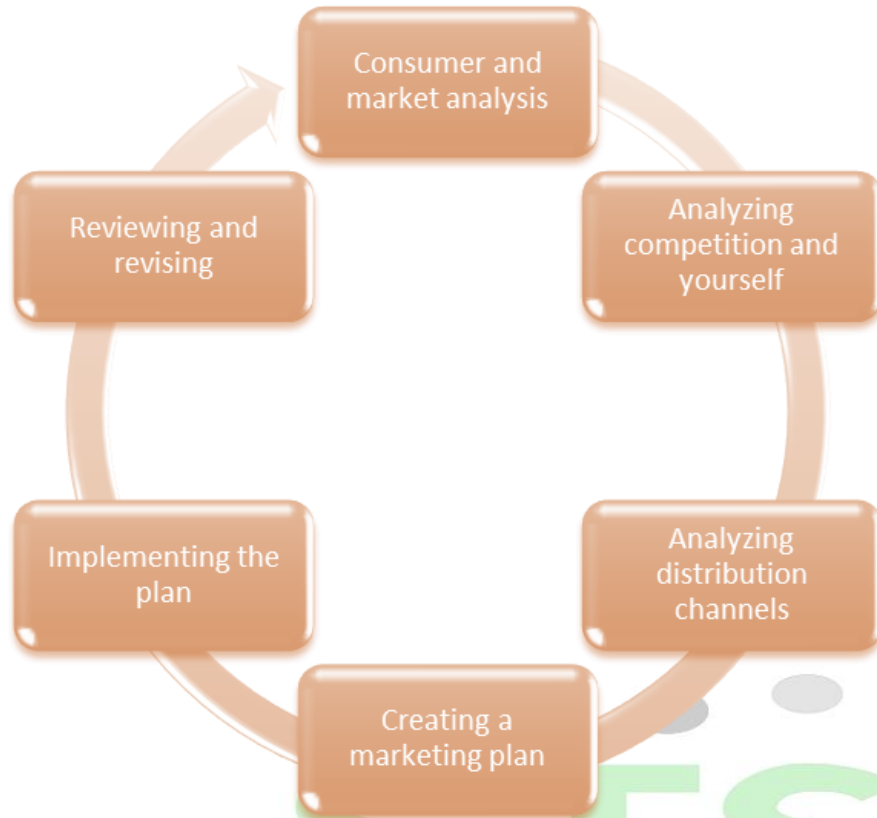 Consumer and
market analysis
Analyzing
competition and
yourself
Analyzing
distribution
channels
Creating a
marketing plan
Implementing the
plan
Reviewing and
revising